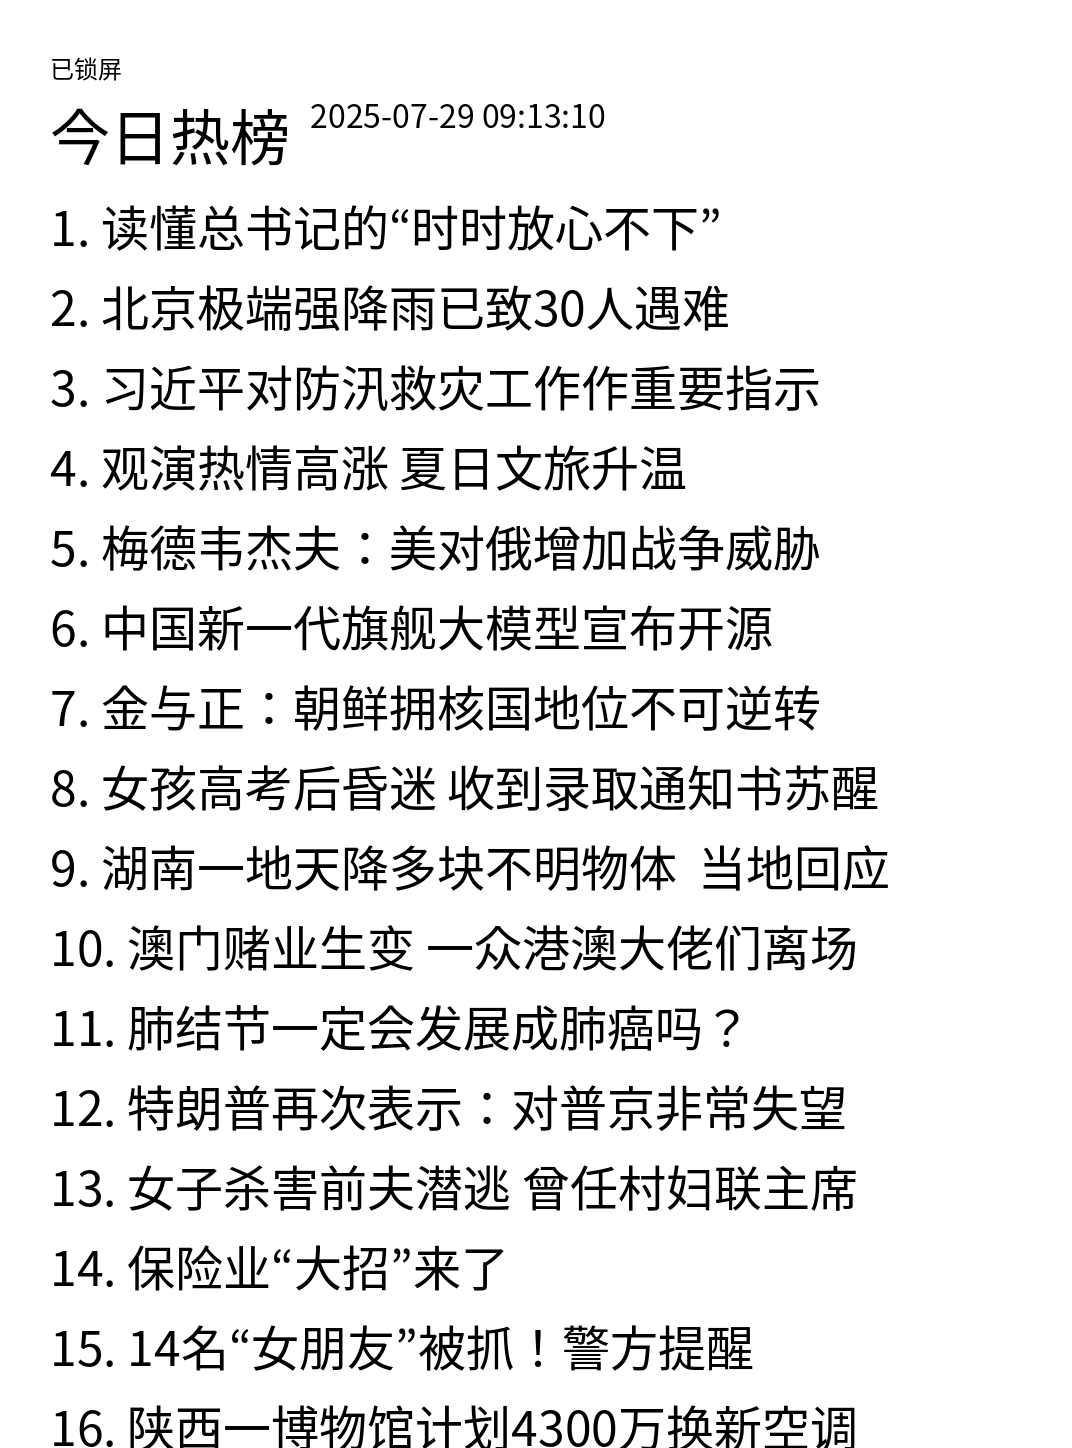 已锁屏
今日热榜 2025-07-29 09:13:10
1. 读懂总书记的“时时放心不下”
2. 北京极端强降雨已致30人遇难
3. 习近平对防汛救灾工作作重要指示
4. 观演热情高涨 夏日文旅升温
5. 梅德韦杰夫：美对俄增加战争威胁
6. 中国新一代旗舰大模型宣布开源
7. 金与正：朝鲜拥核国地位不可逆转
8. 女孩高考后昏迷 收到录取通知书苏醒
9. 湖南一地天降多块不明物体  当地回应
10. 澳门赌业生变 一众港澳大佬们离场
11. 肺结节一定会发展成肺癌吗？
12. 特朗普再次表示：对普京非常失望
13. 女子杀害前夫潜逃 曾任村妇联主席
14. 保险业“大招”来了
15. 14名“女朋友”被抓！警方提醒
16. 陕西一博物馆计划4300万换新空调